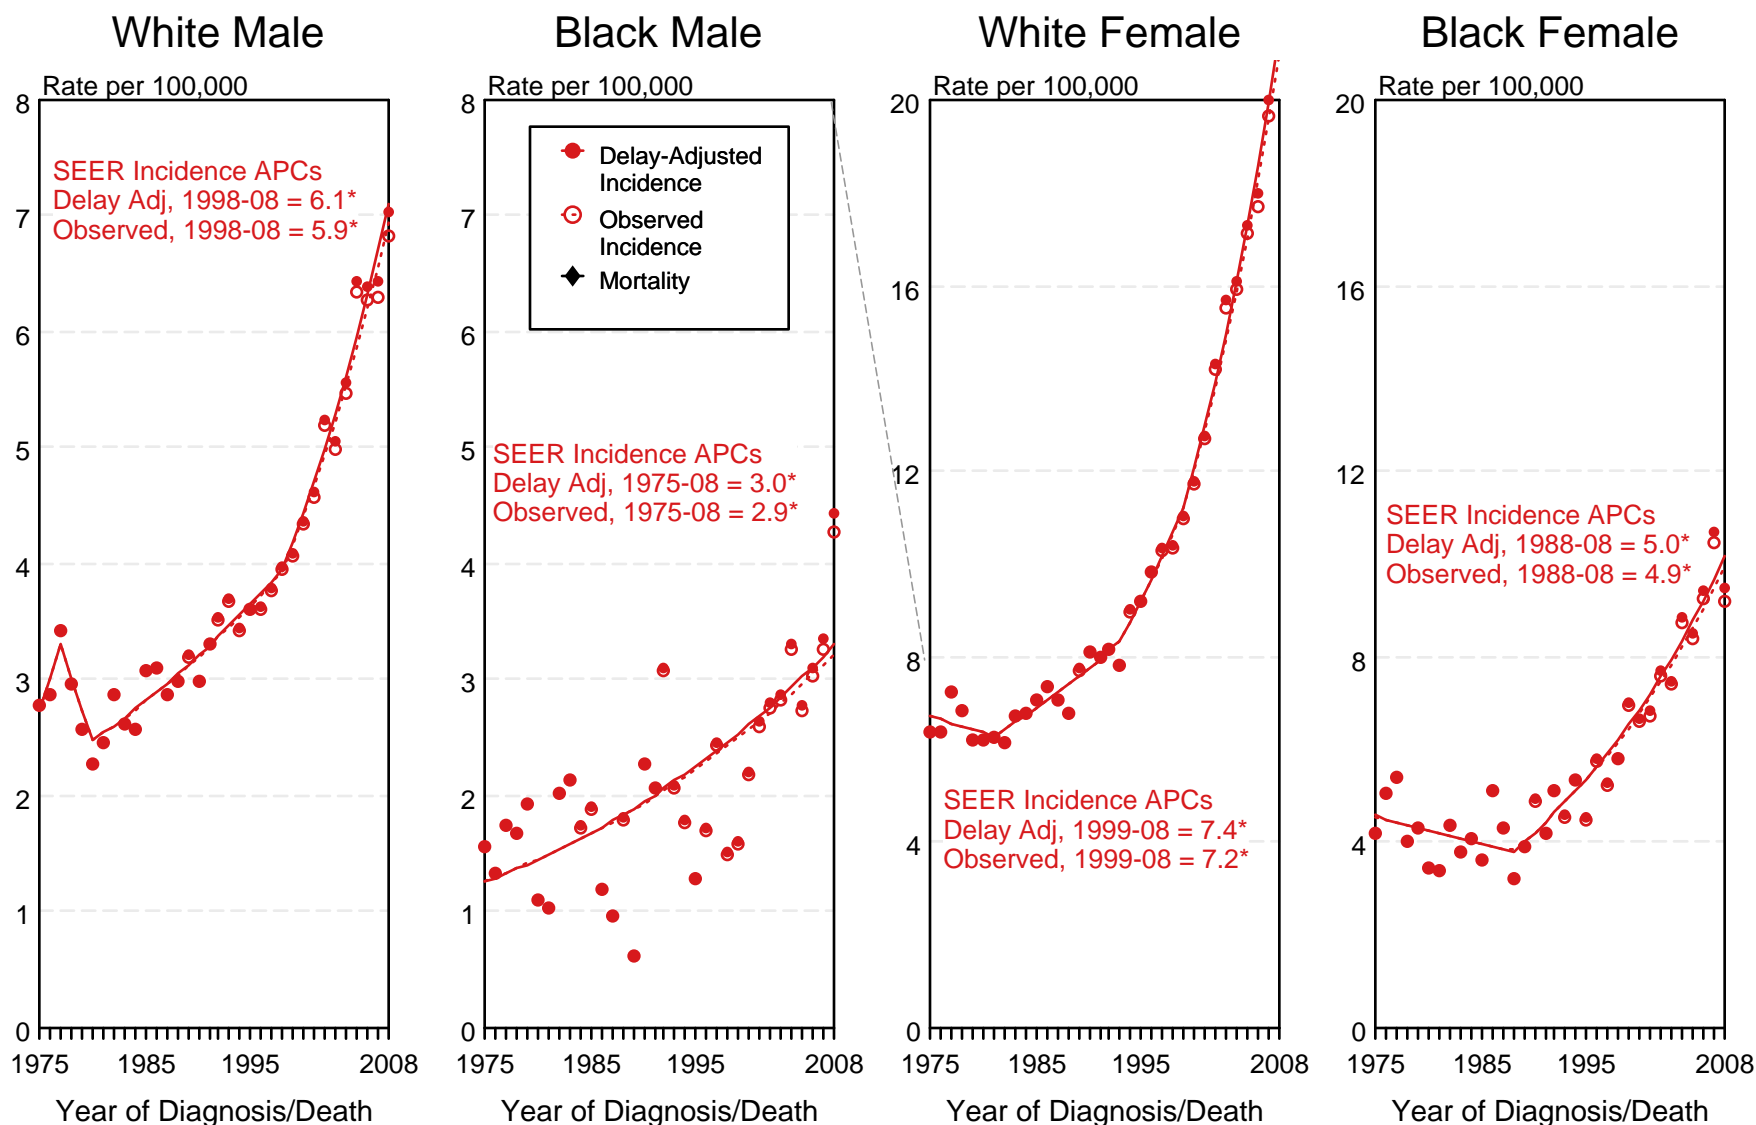 White Male
Rate per 100,000
8
7
6
5
4
3
2
1
0
SEER Incidence APCs
Delay Adj, 1998-08 = 6.1*
Observed, 1998-08 = 5.9*
1975 1985 1995 2008
Year of Diagnosis/Death
Black Male
Rate per 100,000
8
7
6
5
4
3
2
1
0
Delay-Adjusted
Incidence
Observed
Incidence
Mortality
SEER Incidence APCs
Delay Adj, 1975-08 = 3.0*
Observed, 1975-08 = 2.9*
1975 1985 1995 2008
Year of Diagnosis/Death
White Female
Rate per 100,000
20
16
12
8
4
0
SEER Incidence APCs
Delay Adj, 1999-08 = 7.4*
Observed, 1999-08 = 7.2*
1975 1985 1995 2008
Year of Diagnosis/Death
Black Female
Rate per 100,000
20
16
12
8
4
0
SEER Incidence APCs
Delay Adj, 1988-08 = 5.0*
Observed, 1988-08 = 4.9*
1975 1985 1995 2008
Year of Diagnosis/Death